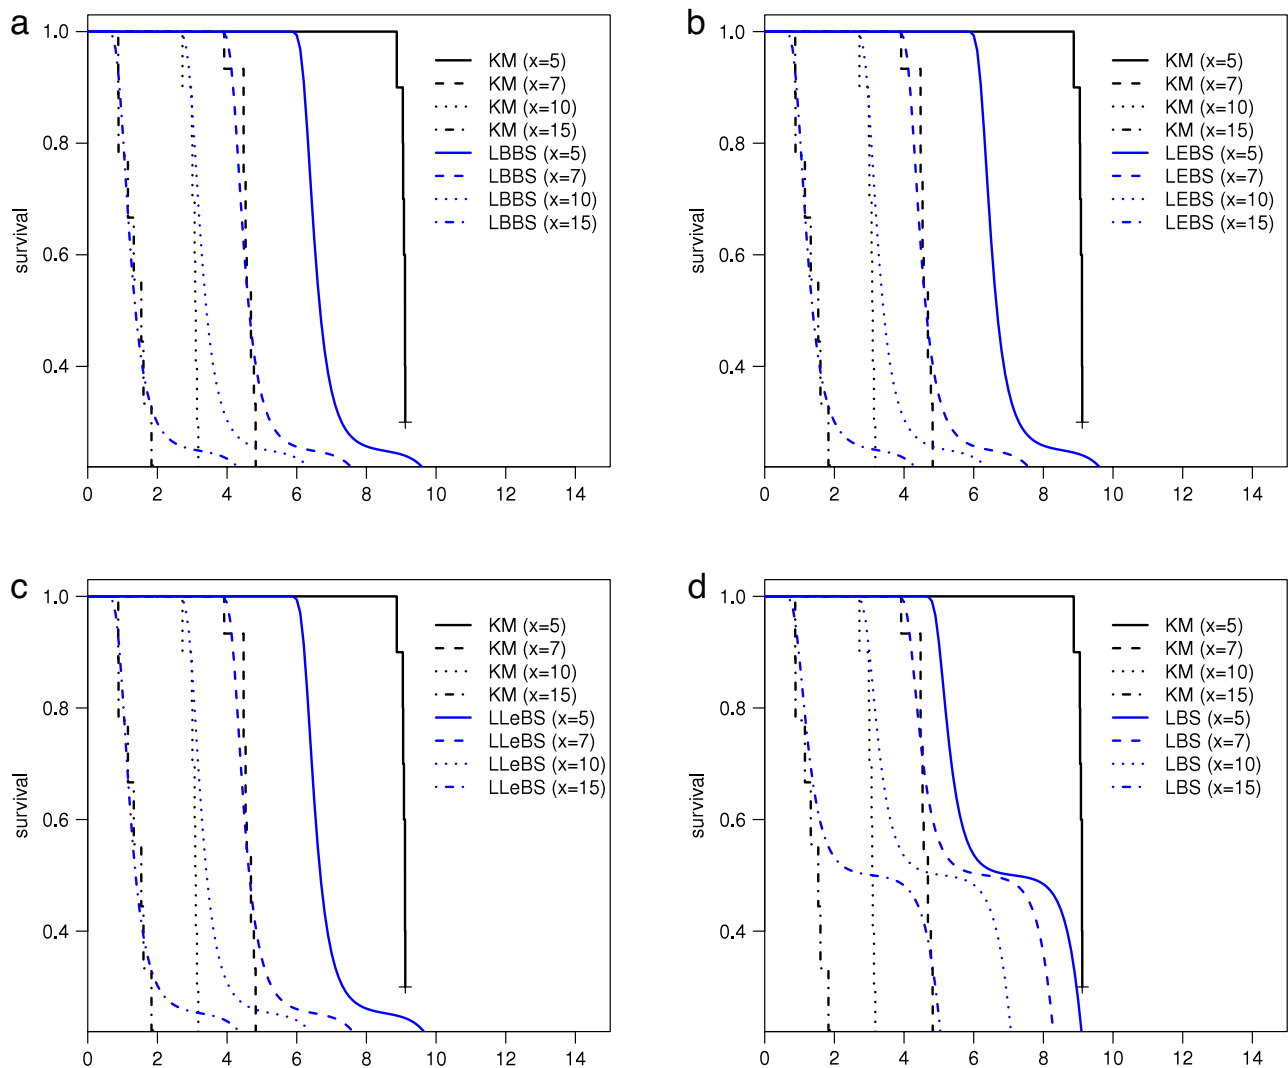 a
1.0
0.8
0.6
0.4
survival
KM (x=5)
KM (x=7)
KM (x=10)
KM (x=15)
LBBS (x=5)
LBBS (x=7)
LBBS (x=10)
LBBS (x=15)
0 2 4 6 8 10 12 14
b
1.0
0.8
0.6
0.4
survival
KM (x=5)
KM (x=7)
KM (x=10)
KM (x=15)
LEBS (x=5)
LEBS (x=7)
LEBS (x=10)
LEBS (x=15)
0 2 4 6 8 10 12 14
c
1.0
0.8
0.6
0.4
survival
KM (x=5)
KM (x=7)
KM (x=10)
KM (x=15)
LLeBS (x=5)
LLeBS (x=7)
LLeBS (x=10)
LLeBS (x=15)
0 2 4 6 8 10 12 14
d
1.0
0.8
0.6
0.4
survival
KM (x=5)
KM (x=7)
KM (x=10)
KM (x=15)
LBS (x=5)
LBS (x=7)
LBS (x=10)
LBS (x=15)
0 2 4 6 8 10 12 14